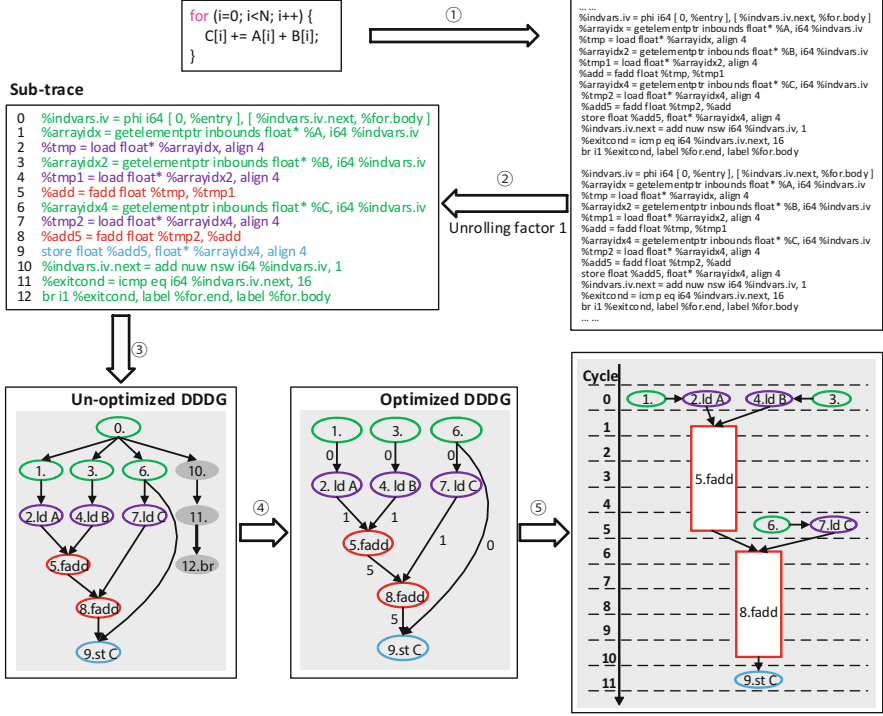 for (i=0; i<N; i++) {
C[i] += A[i] + B[i];
}
①
... ...
%indvars.iv = phi i64 [ 0, %entry ], [ %indvars.iv.next, %for.body ]
%arrayidx = getelementptr inbounds float* %A, i64 %indvars.iv
%tmp = load float* %arrayidx, align 4
%arrayidx2 = getelementptr inbounds float* %B, i64 %indvars.iv
%tmp1 = load float* %arrayidx2, align 4
%add = fadd float %tmp, %tmp1
%arrayidx4 = getelementptr inbounds float* %C, i64 %indvars.iv
%tmp2 = load float* %arrayidx4, align 4
%add5 = fadd float %tmp2, %add
store float %add5, float* %arrayidx4, align 4
%indvars.iv.next = add nuw nsw i64 %indvars.iv, 1
%exitcond = icmp eq i64 %indvars.iv.next, 16
br i1 %exitcond, label %for.end, label %for.body
%indvars.iv = phi i64 [ 0, %entry ], [ %indvars.iv.next, %for.body ]
%arrayidx = getelementptr inbounds float* %A, i64 %indvars.iv
%tmp = load float* %arrayidx, align 4
%arrayidx2 = getelementptr inbounds float* %B, i64 %indvars.iv
%tmp1 = load float* %arrayidx2, align 4
%add = fadd float %tmp, %tmp1
%arrayidx4 = getelementptr inbounds float* %C, i64 %indvars.iv
%tmp2 = load float* %arrayidx4, align 4
%add5 = fadd float %tmp2, %add
store float %add5, float* %arrayidx4, align 4
%indvars.iv.next = add nuw nsw i64 %indvars.iv, 1
%exitcond = icmp eq i64 %indvars.iv.next, 16
br i1 %exitcond, label %for.end, label %for.body
... ...
②
Unrolling factor 1
Sub-trace
0 %indvars.iv = phi i64 [ 0, %entry ], [ %indvars.iv.next, %for.body ]
1 %arrayidx = getelementptr inbounds float* %A, i64 %indvars.iv
2 %tmp = load float* %arrayidx, align 4
3 %arrayidx2 = getelementptr inbounds float* %B, i64 %indvars.iv
4 %tmp1 = load float* %arrayidx2, align 4
5 %add = fadd float %tmp, %tmp1
6 %arrayidx4 = getelementptr inbounds float* %C, i64 %indvars.iv
7 %tmp2 = load float* %arrayidx4, align 4
8 %add5 = fadd float %tmp2, %add
9 store float %add5, float* %arrayidx4, align 4
10 %indvars.iv.next = add nuw nsw i64 %indvars.iv, 1
11 %exitcond = icmp eq i64 %indvars.iv.next, 16
12 br i1 %exitcond, label %for.end, label %for.body
③
Un-optimized DDDG
0.
1. 3. 6. 10.
2.ld A 4.ld B 7.ld C 11.
5.fadd 12.br
8.fadd
9.st C
④
Optimized DDDG
1. 3. 6.
0 0 0
2. ld A 4. ld B 7. ld C
1 1
5.fadd 1 0
5
8.fadd
5
9.st C
⑤
Cycle
0 1. 2.ld A 4.ld B 3.
1
2
3 5.fadd
4
5 6. 7.ld C
6
7
8 8.fadd
9
10
11 9.st C